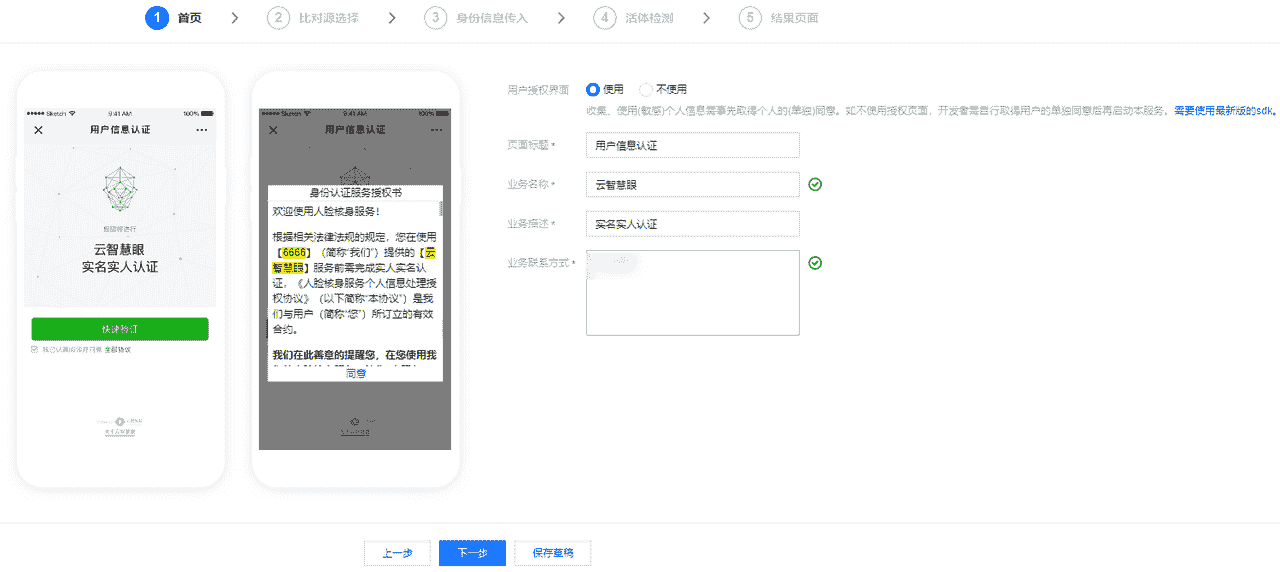 1 首页 > 2 比对源选择 > 3 身份信息传入 > 4 活体检测 > 5 结果页面
Sketch 9:41 AM 100%
用户信息认证
您即将进行
云智慧眼
实名实人认证
快速验证
全部协议
Sketch 9:41 AM 100%
用户信息认证
身份认证服务授权书
欢迎使用人脸核身服务！
根据相关法律法规的规定，您在使用
【6666】（简称“我们”）提供的【云
智慧眼】服务前需完成实人实名认
证，《人脸核身服务个人信息处理授
权协议》（以下简称“本协议”）是我
们与用户（简称“您”）所订立的有效
合约。
我们在此善意的提醒您，在您使用我
同意
用户授权界面 使用 不使用
收集、使用(敏感)个人信息需事先取得个人的(单独)同意。如不使用授权页面，开发者需自行取得用户的单独同意后再启动本服务。需要使用最新版的sdk。
页面标题 * 用户信息认证
业务名称 * 云智慧眼
业务描述 * 实名实人认证
业务联系方式 *
上一步 下一步 保存草稿